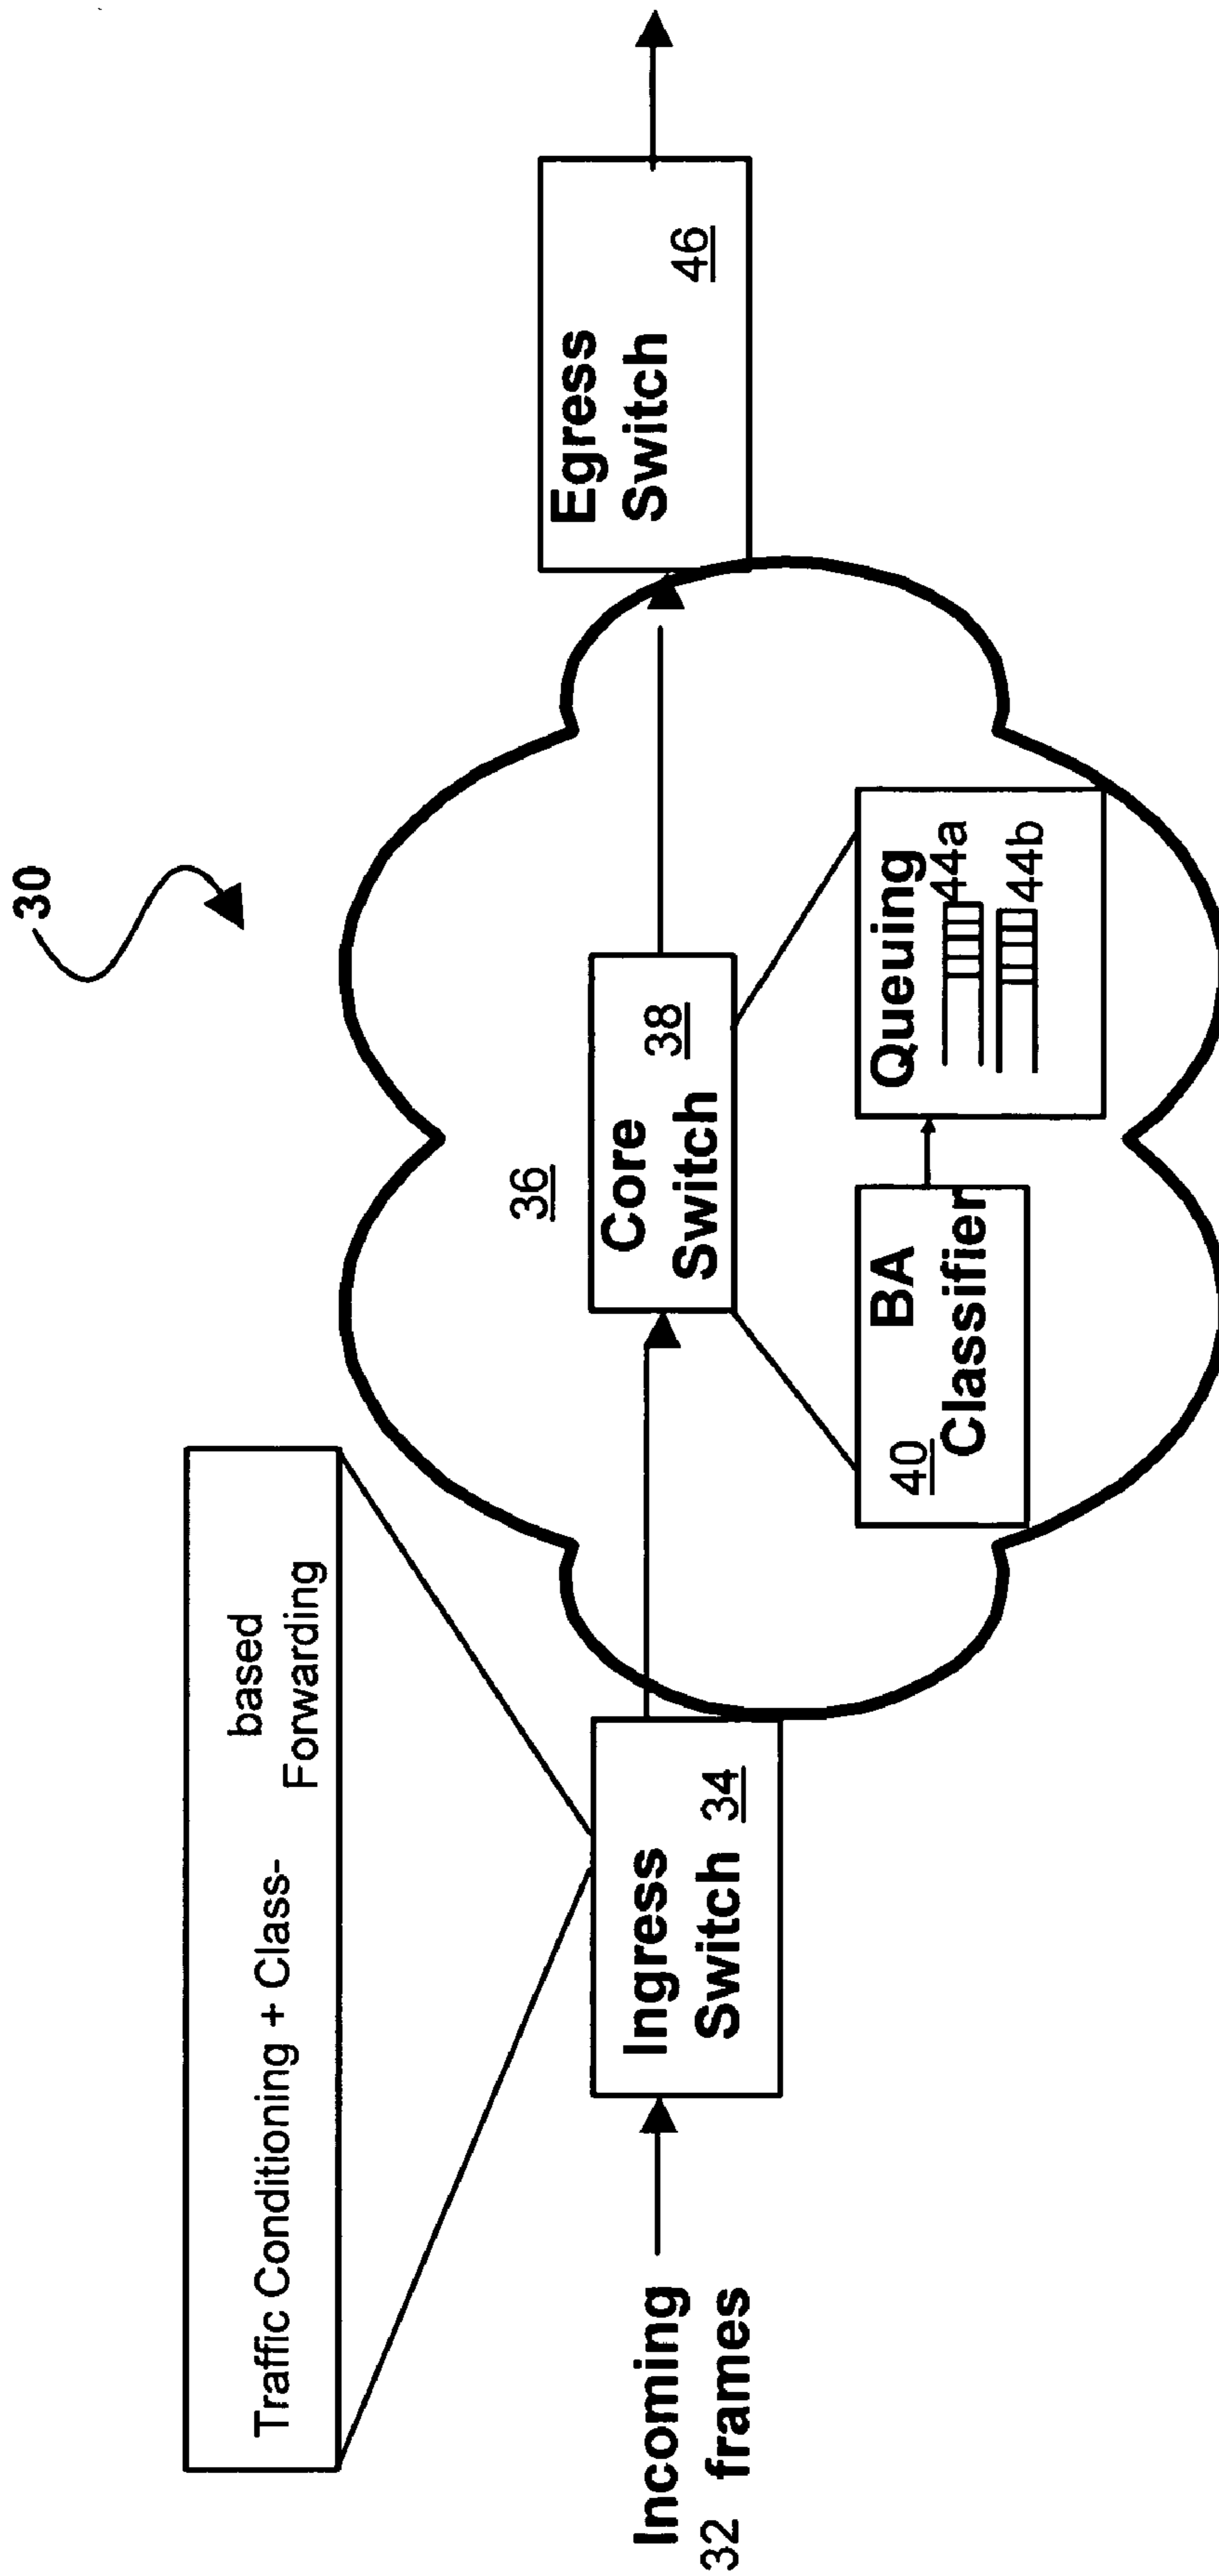 30
Traffic Conditioning + Class-
based
Forwarding
Incoming
32 frames
Ingress
Switch 34
36
Core
Switch 38
40
BA
Classifier
Queuing
44a
44b
Egress
Switch
46